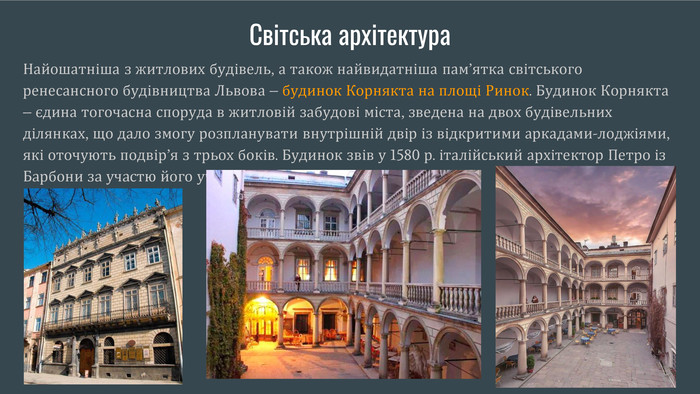 Світська архітектура
Найошатніша з житлових будівель, а також найвидатніша пам'ятка світського
ренесансного будівництва Львова – будинок Корнякта на площі Ринок. Будинок Корнякта
– єдина тогочасна споруда в житловій забудові міста, зведена на двох будівельних
ділянках, що дало змогу розпланувати внутрішній двір із відкритими аркадами-лоджіями,
які оточують подвір'я з трьох боків. Будинок звів у 1580 р. італійський архітектор Петро із
Барбони за участю його